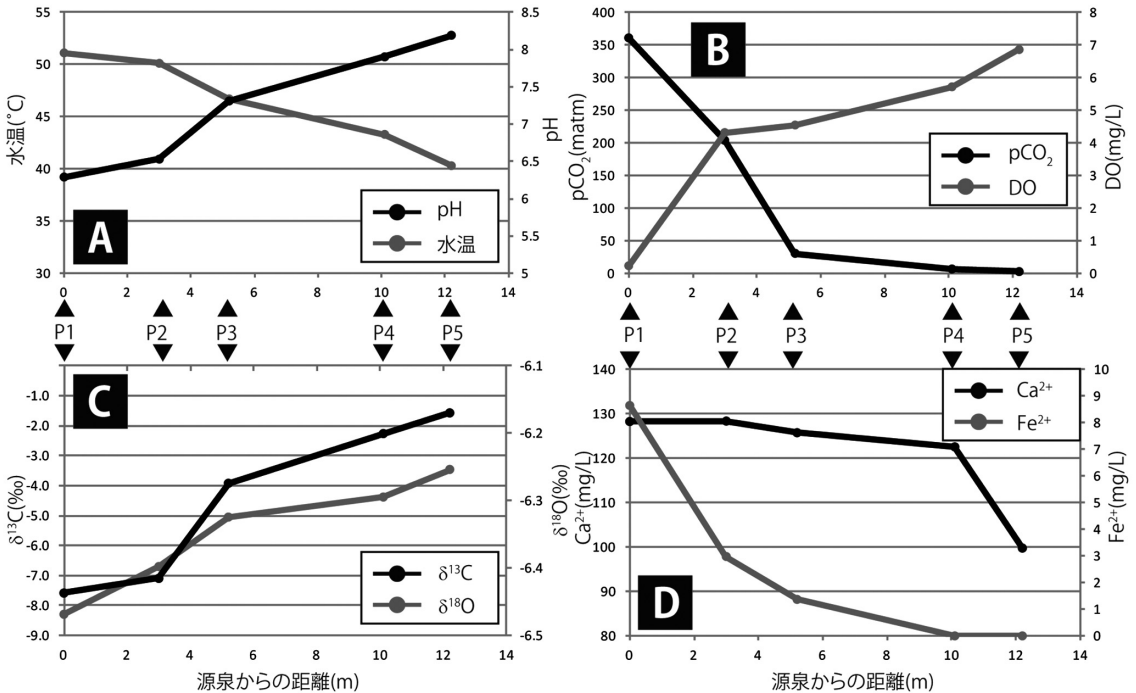 A
水温(°C)
55
50
45
40
35
30
pH
8.5
8
7.5
7
6.5
6
5.5
5
pH
水温
0 2 4 6 8 10 12 14
B
pCO₂(matm)
400
350
300
250
200
150
100
50
0
DO(mg/L)
8
7
6
5
4
3
2
1
0
pCO₂
DO
0 2 4 6 8 10 12 14
P1 P2 P3 P4 P5
P1 P2 P3 P4 P5
C
δ¹³C(‰)
-1.0
-2.0
-3.0
-4.0
-5.0
-6.0
-7.0
-8.0
-9.0
δ¹⁸O(‰)
-6.1
-6.2
-6.3
-6.4
-6.5
δ¹³C
δ¹⁸O
0 2 4 6 8 10 12 14
源泉からの距離(m)
D
Ca²⁺(mg/L)
140
130
120
110
100
90
80
Fe²⁺(mg/L)
10
9
8
7
6
5
4
3
2
1
0
Ca²⁺
Fe²⁺
0 2 4 6 8 10 12 14
源泉からの距離(m)